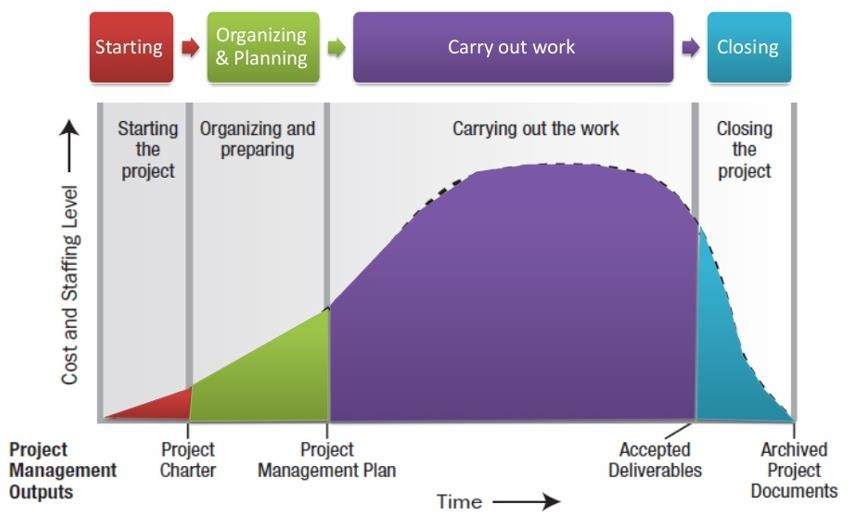 Starting
Organizing
& Planning
Carry out work
Closing
Starting
the
project
Organizing and
preparing
Carrying out the work
Closing
the
project
Cost and Staffing Level
Project
Management
Outputs
Project
Charter
Project
Management Plan
Accepted
Deliverables
Archived
Project
Documents
Time